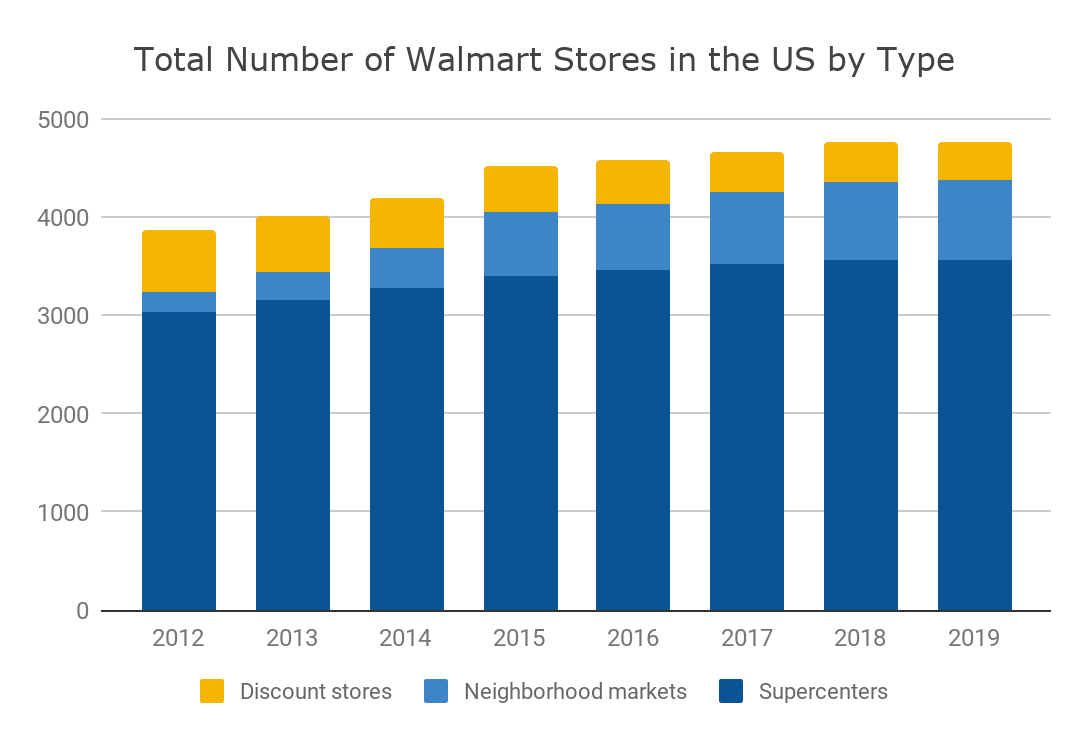 Total Number of Walmart Stores in the US by Type
5000
4000
3000
2000
1000
0
2012 2013 2014 2015 2016 2017 2018 2019
Discount stores Neighborhood markets Supercenters